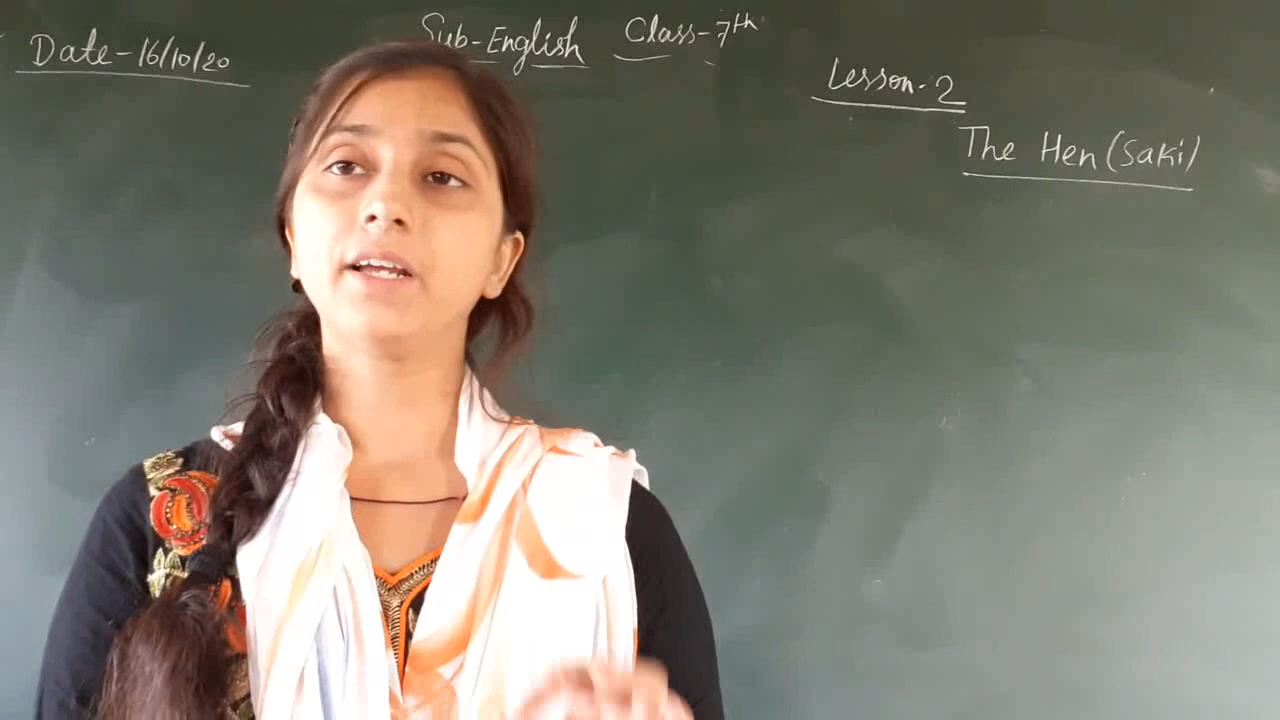 Date-16/10/20
Sub-English Class-7th
Lesson-2
The Hen (Saki)